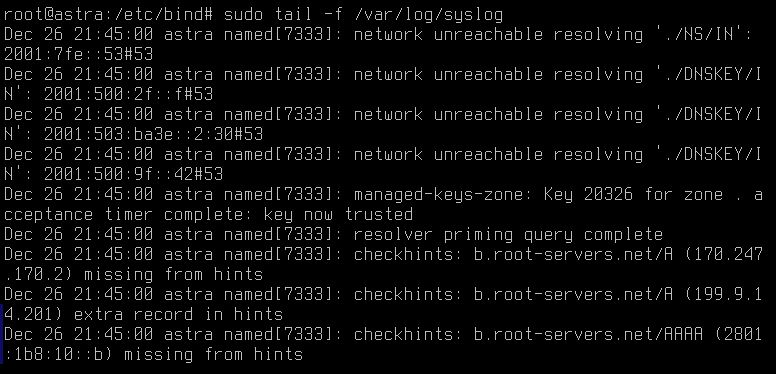 root@astra:/etc/bind# sudo tail -f /var/log/syslog
Dec 26 21:45:00 astra named[7333]: network unreachable resolving './NS/IN':
2001:7fe::53#53
Dec 26 21:45:00 astra named[7333]: network unreachable resolving './DNSKEY/I
N': 2001:500:2f::f#53
Dec 26 21:45:00 astra named[7333]: network unreachable resolving './DNSKEY/I
N': 2001:503:ba3e::2:30#53
Dec 26 21:45:00 astra named[7333]: network unreachable resolving './DNSKEY/I
N': 2001:500:9f::42#53
Dec 26 21:45:00 astra named[7333]: managed-keys-zone: Key 20326 for zone . a
cceptance timer complete: key now trusted
Dec 26 21:45:00 astra named[7333]: resolver priming query complete
Dec 26 21:45:00 astra named[7333]: checkhints: b.root-servers.net/A (170.247
.170.2) missing from hints
Dec 26 21:45:00 astra named[7333]: checkhints: b.root-servers.net/A (199.9.1
4.201) extra record in hints
Dec 26 21:45:00 astra named[7333]: checkhints: b.root-servers.net/AAAA (2801
:1b8:10::b) missing from hints